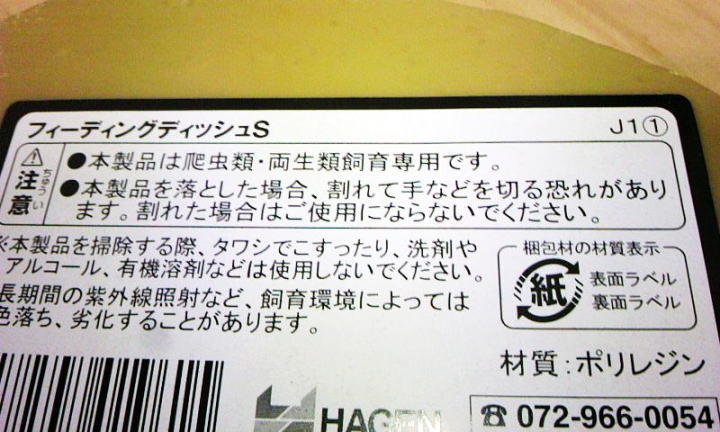 フィーディングディッシュS
J1①
注意
ちゅうい
●本製品は爬虫類・両生類飼育専用です。
●本製品を落とした場合、割れて手などを切る恐れがあり
ます。割れた場合はご使用にならないでください。
※本製品を掃除する際、タワシでこすったり、洗剤や
アルコール、有機溶剤などは使用しないでください。
長期間の紫外線照射など、飼育環境によっては
色落ち、劣化することがあります。
梱包材の材質表示
紙
表面ラベル
裏面ラベル
材質:ポリレジン
HAGEN
☎072-966-0054